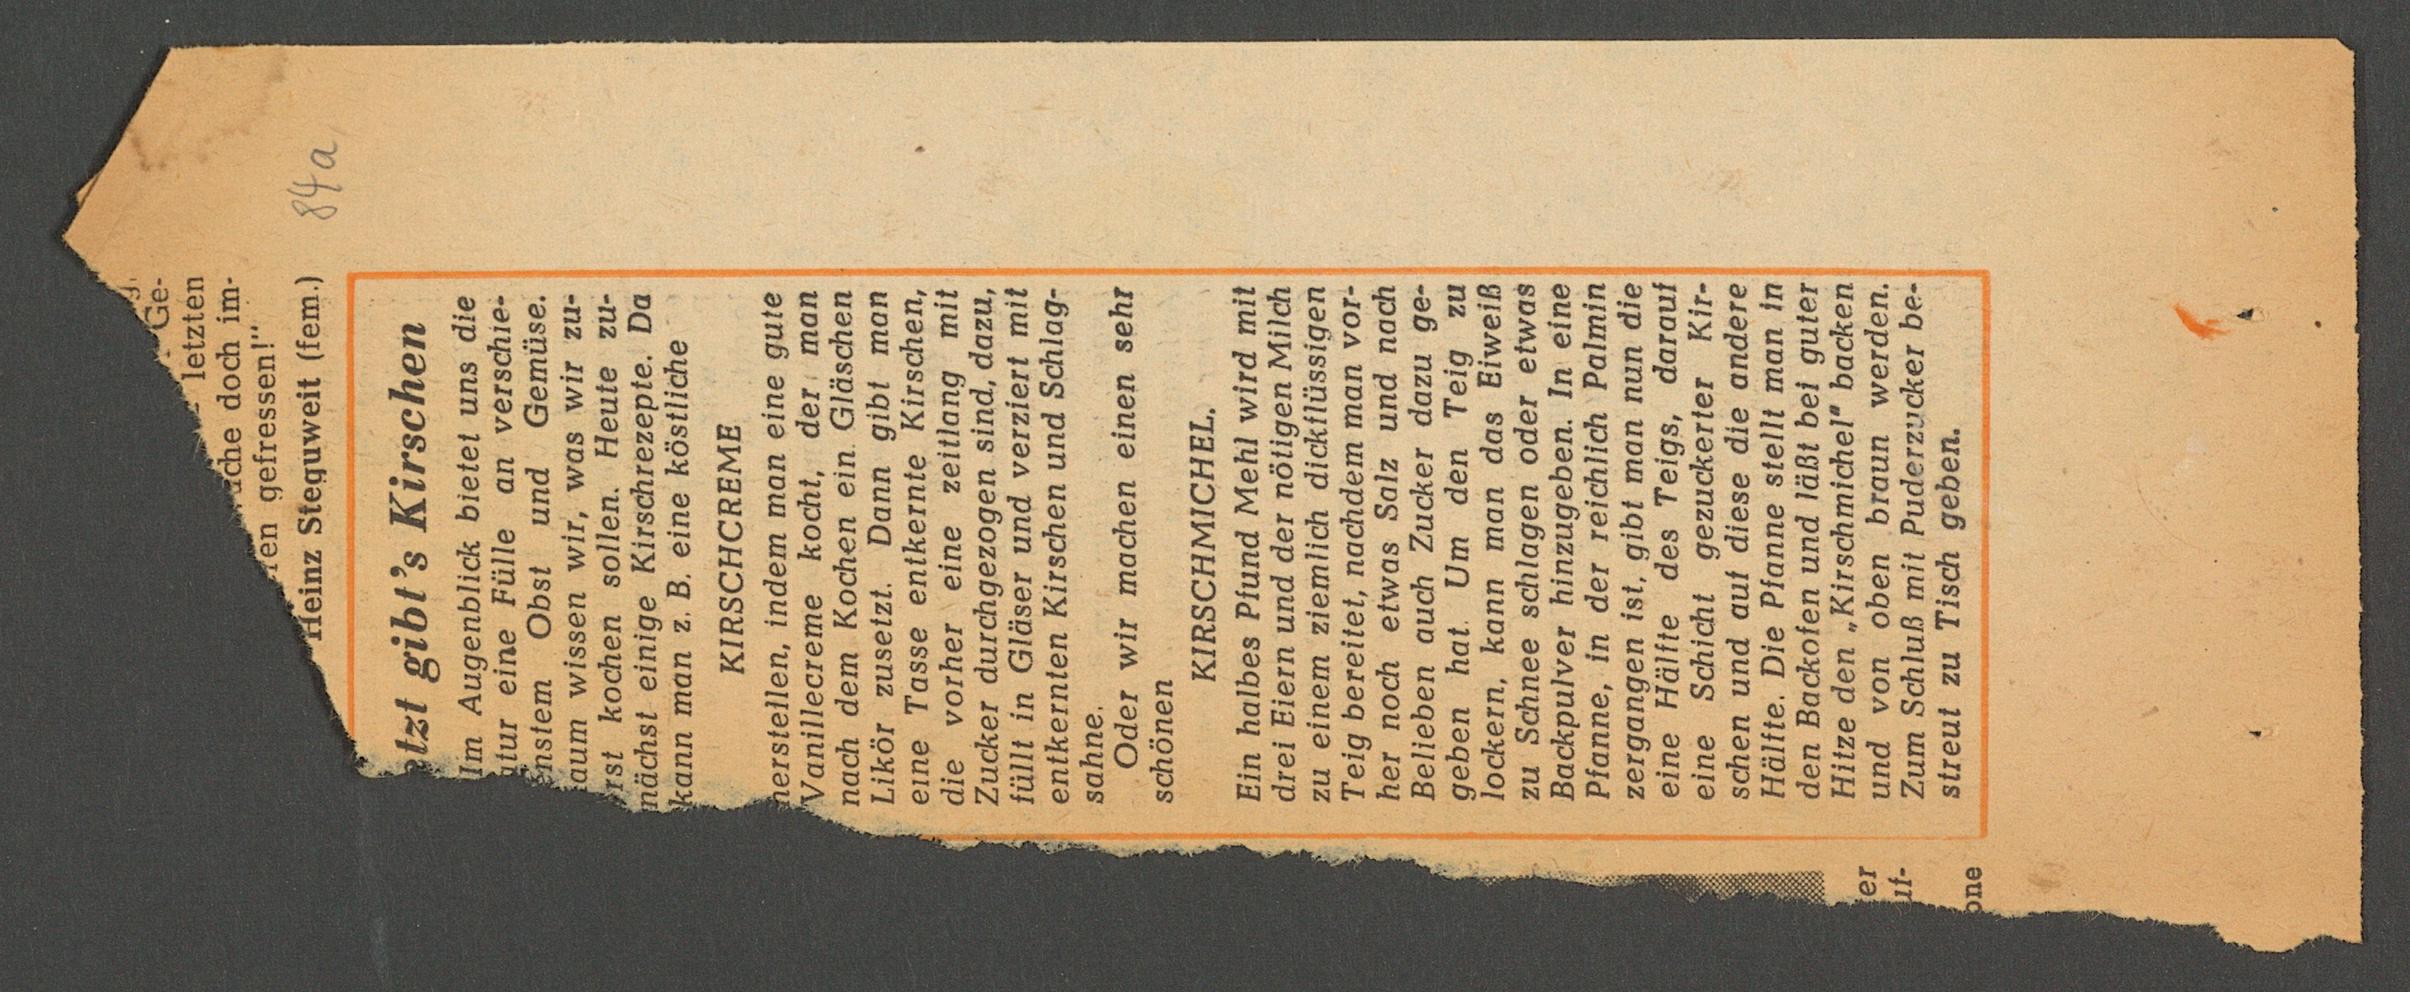 Ge-
letzten
doch im-
gefressen!"
Heinz Steguweit (fem.)
84a
etzt gibt's Kirschen
Im Augenblick bietet uns die
atur eine Fülle an verschie-
enstem Obst und Gemüse.
aum wissen wir, was wir zu-
rst kochen sollen. Heute zu-
nächst einige Kirschrezepte. Da
kann man z. B. eine köstliche
KIRSCHCREME
herstellen, indem man eine gute
Vanillecreme kocht, der man
nach dem Kochen ein Gläschen
Likör zusetzt. Dann gibt man
eine Tasse entkernte Kirschen,
die vorher eine zeitlang mit
Zucker durchgezogen sind, dazu,
füllt in Gläser und verziert mit
entkernten Kirschen und Schlag-
sahne.
Oder wir machen einen sehr
schönen
KIRSCHMICHEL.
Ein halbes Pfund Mehl wird mit
drei Eiern und der nötigen Milch
zu einem ziemlich dickflüssigen
Teig bereitet, nachdem man vor-
her noch etwas Salz und nach
Belieben auch Zucker dazu ge-
geben hat. Um den Teig zu
lockern, kann man das Eiweiß
zu Schnee schlagen oder etwas
Backpulver hinzugeben. In eine
Pfanne, in der reichlich Palmin
zergangen ist, gibt man nun die
eine Hälfte des Teigs, darauf
eine Schicht gezuckerter Kir-
schen und auf diese die andere
Hälfte. Die Pfanne stellt man in
den Backofen und läßt bei guter
Hitze den „Kirschmichel" backen
und von oben braun werden.
Zum Schluß mit Puderzucker be-
streut zu Tisch geben.
er
uf-
one